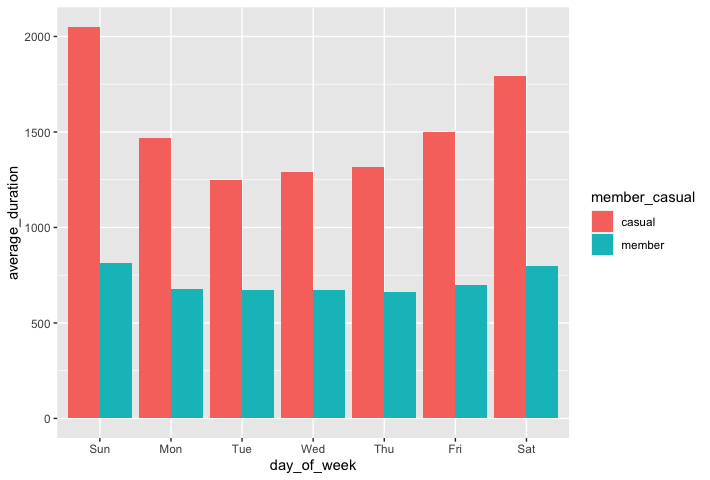 2000
1500
1000
500
0
average_duration
Sun Mon Tue Wed Thu Fri Sat
day_of_week
member_casual
casual
member